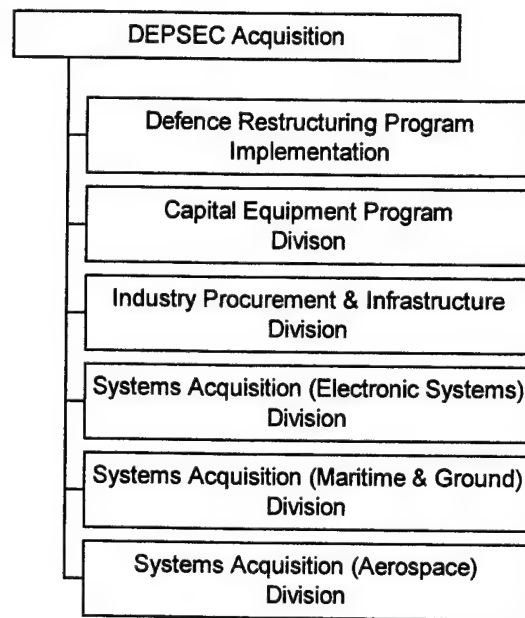 DEPSEC Acquisition
Defence Restructuring Program
Implementation
Capital Equipment Program
Divison
Industry Procurement & Infrastructure
Division
Systems Acquisition (Electronic Systems)
Division
Systems Acquisition (Maritime & Ground)
Division
Systems Acquisition (Aerospace)
Division